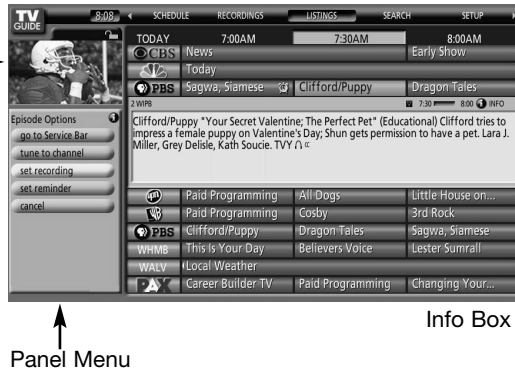 TV GUIDE
8:08
SCHEDULE RECORDINGS LISTINGS SEARCH SETUP
TODAY 7:00AM 7:30AM 8:00AM
CBS News Early Show
Today
PBS Sagwa, Siamese Clifford/Puppy Dragon Tales
2 WIPB 7:30 8:00 INFO
Clifford/Puppy "Your Secret Valentine; The Perfect Pet" (Educational) Clifford tries to
impress a female puppy on Valentine's Day; Shun gets permission to have a pet. Lara J.
Miller, Grey Delisle, Kath Soucie. TVY
Episode Options
go to Service Bar
tune to channel
set recording
set reminder
cancel
Paid Programming All Dogs Little House on...
WB Paid Programming Cosby 3rd Rock
PBS Clifford/Puppy Dragon Tales Sagwa, Siamese
WHMB This Is Your Day Believers Voice Lester Sumrall
WALV Local Weather
PAX Career Builder TV Paid Programming Changing Your...
Info Box
Panel Menu